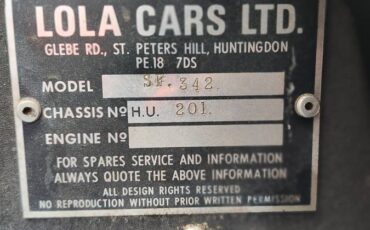 LOLA CARS LTD.
GLEBE RD., ST. PETERS HILL, HUNTINGDON
PE18 7DS
MODEL SF. 342.
CHASSIS Nº H.U. 201.
ENGINE Nº
FOR SPARES SERVICE AND INFORMATION
ALWAYS QUOTE THE ABOVE INFORMATION
ALL DESIGN RIGHTS RESERVED
NO REPRODUCTION WITHOUT PRIOR WRITTEN PERMISSION